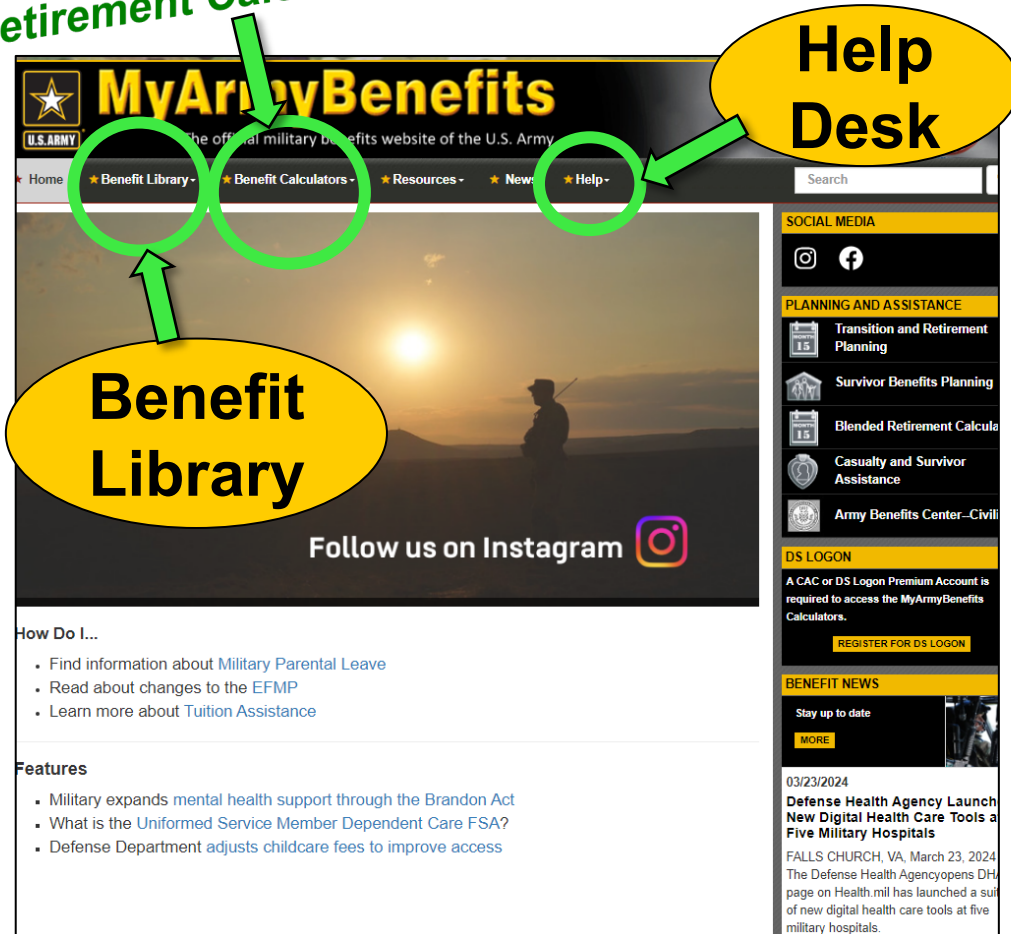 Help
Desk
MyArmyBenefits
U.S.ARMY
The official military benefits website of the U.S. Army
Home
Benefit Library
Benefit Calculators
Resources
News
Help
Search
Benefit
Library
Follow us on Instagram
How Do I...
Find information about Military Parental Leave
Read about changes to the EFMP
Learn more about Tuition Assistance
Features
Military expands mental health support through the Brandon Act
What is the Uniformed Service Member Dependent Care FSA?
Defense Department adjusts childcare fees to improve access
SOCIAL MEDIA
PLANNING AND ASSISTANCE
MONTH
15
Transition and Retirement
Planning
Survivor Benefits Planning
MONTH
15
Blended Retirement
Casualty and Survivor
Assistance
Army Benefits Center–
DS LOGON
A CAC or DS Logon Premium Account is
required to access the MyArmyBenefits
Calculators.
REGISTER FOR DS LOGON
BENEFIT NEWS
Stay up to date
MORE
03/23/2024
Defense Health Agency
New Digital Health Care Tools
Five Military Hospitals
FALLS CHURCH, VA, March 23, 2024
The Defense Health Agencyopens
page on Health.mil has launched a
of new digital health care tools at five
military hospitals.